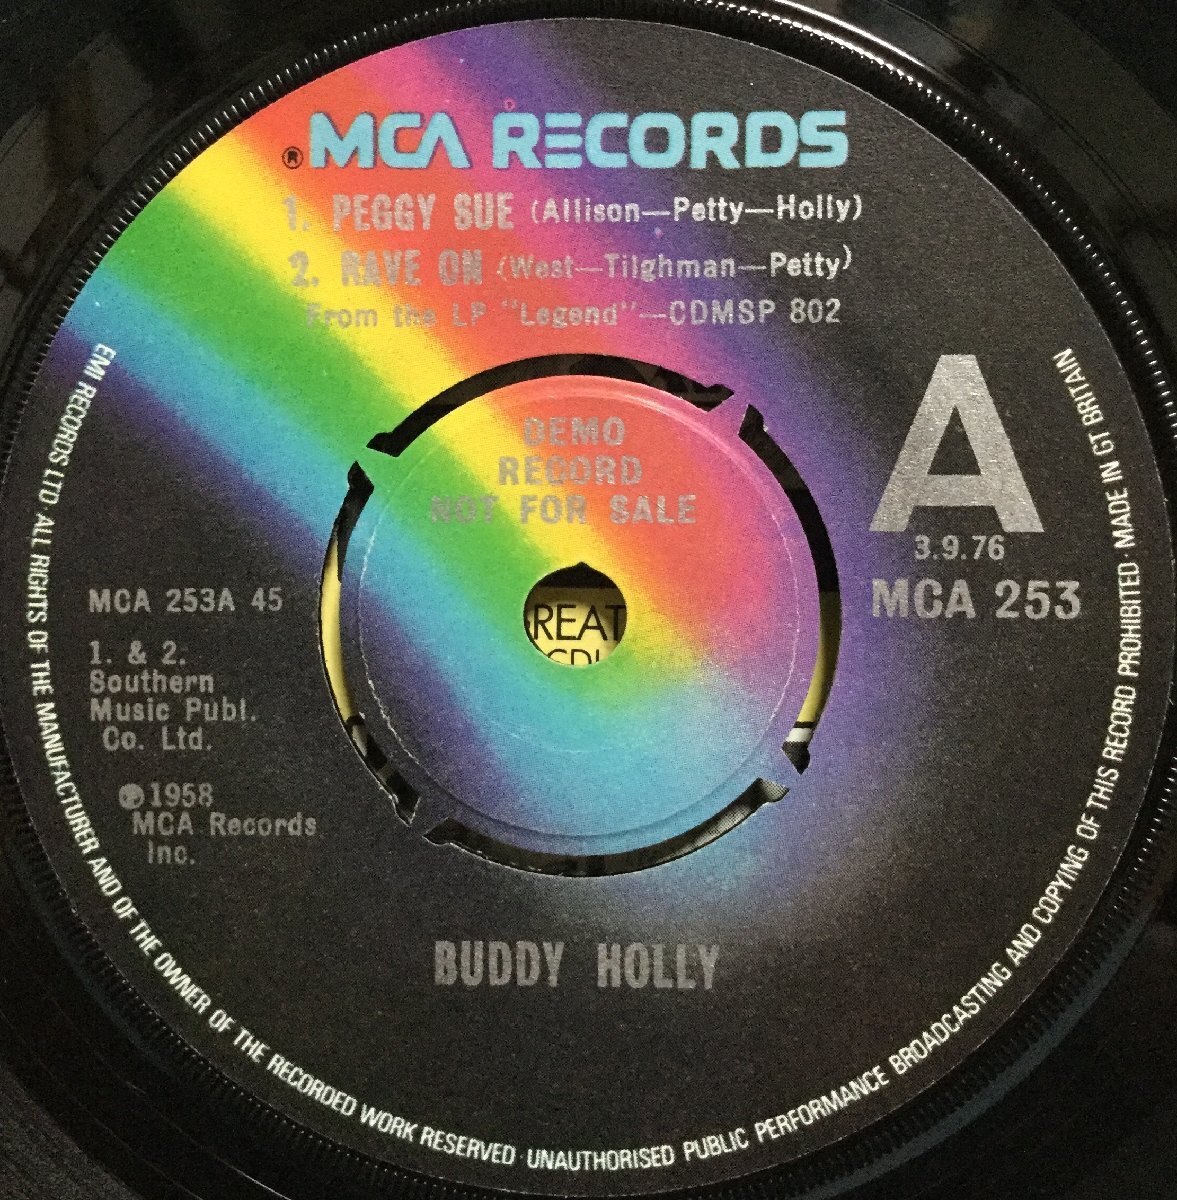 ® MCA RECORDS
1. PEGGY SUE (Allison—Petty—Holly)
2. RAVE ON (West—Tilghman—Petty)
From the LP "Legend"—CDMSP 802
DEMO
RECORD
NOT FOR SALE
A
3.9.76
MCA 253
MCA 253A 45
1. & 2.
Southern
Music Publ.
Co. Ltd.
℗1958
MCA Records
Inc.
REAT
BUDDY HOLLY
EMI RECORDS LTD · ALL RIGHTS OF THE MANUFACTURER AND OF THE OWNER OF THE RECORDED WORK RESERVED · UNAUTHORISED PUBLIC PERFORMANCE BROADCASTING AND COPYING OF THIS RECORD PROHIBITED · MADE IN GT BRITAIN